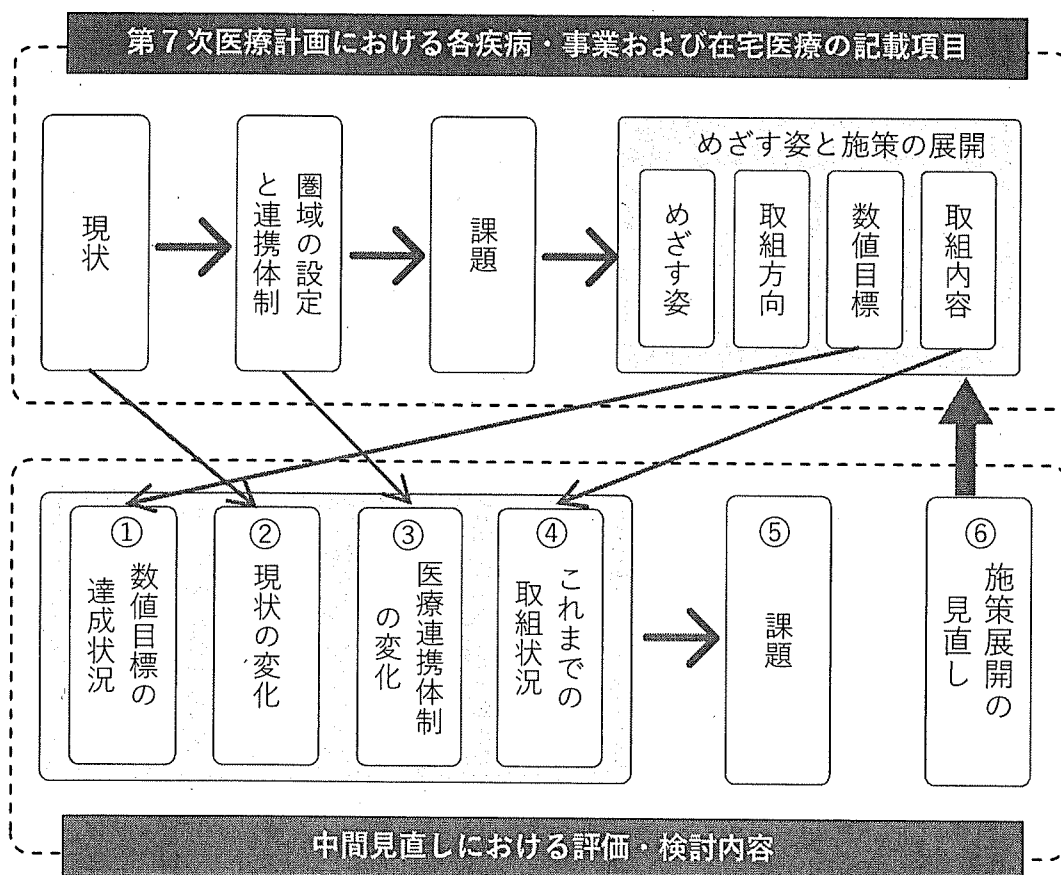 第７次医療計画における各疾病・事業および在宅医療の記載項目
現状
圏域の設定
と連携体制
課題
めざす姿と施策の展開
めざす姿
取組方向
数値目標
取組内容
①
数値目標の
達成状況
②
現状の変化
③
医療連携体制
の変化
④
これまでの
取組状況
⑤
課題
⑥
施策展開の
見直し
中間見直しにおける評価・検討内容